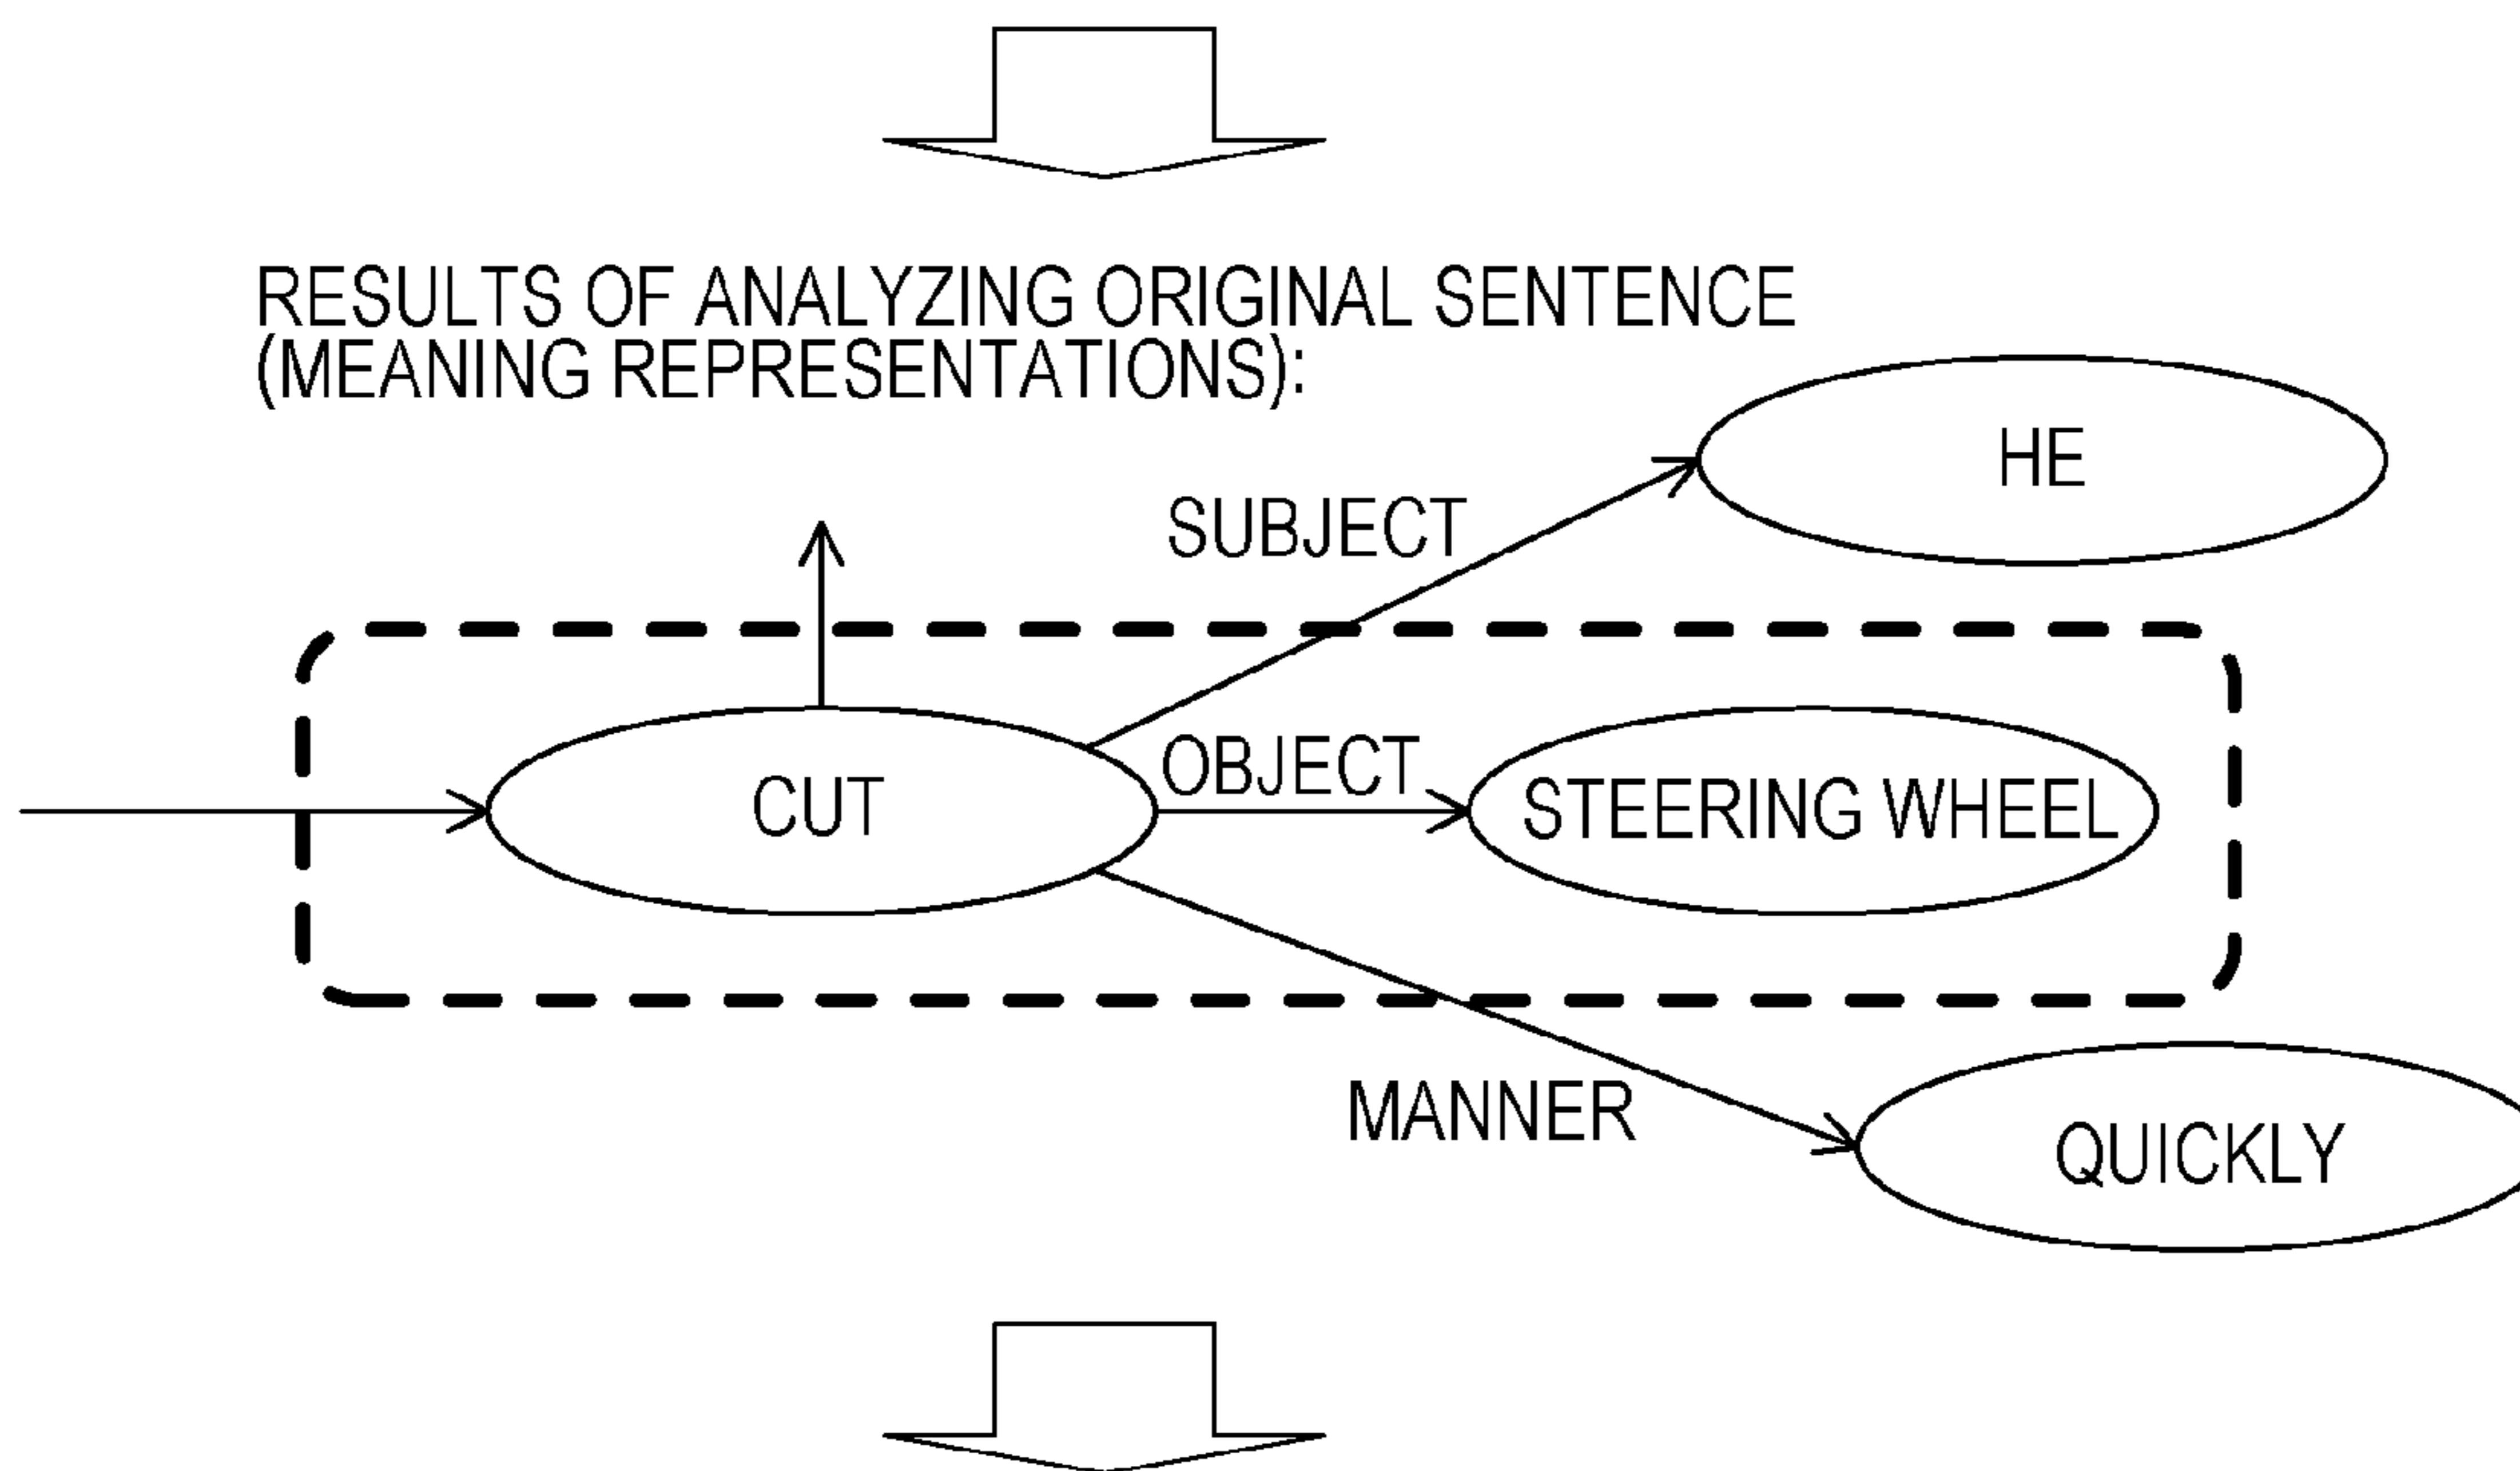 RESULTS OF ANALYZING ORIGINAL SENTENCE
(MEANING REPRESENTATIONS):
HE
SUBJECT
OBJECT
CUT
STEERING WHEEL
MANNER
QUICKLY